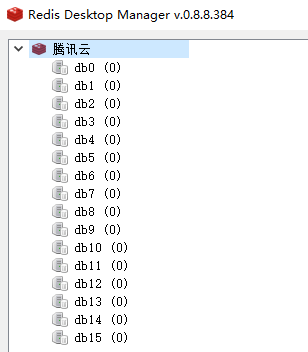 Redis Desktop Manager v.0.8.8.384
腾讯云
db0 (0)
db1 (0)
db2 (0)
db3 (0)
db4 (0)
db5 (0)
db6 (0)
db7 (0)
db8 (0)
db9 (0)
db10 (0)
db11 (0)
db12 (0)
db13 (0)
db14 (0)
db15 (0)